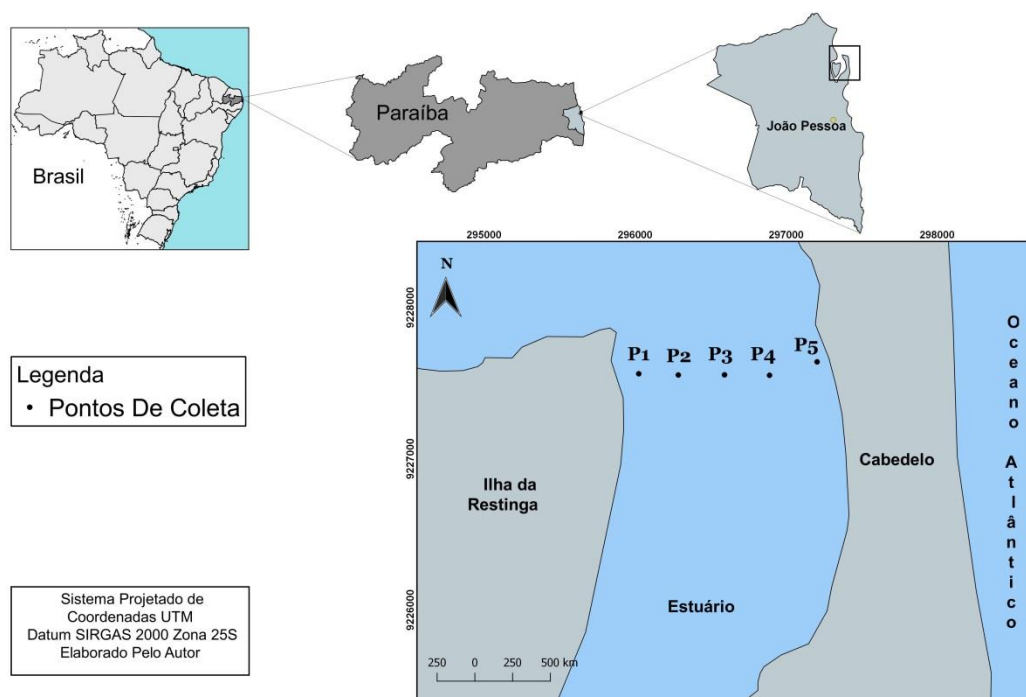 Brasil
Paraíba
João Pessoa
295000
296000
297000
298000
9228000
9227000
9226000
N
P1
P2
P3
P4
P5
Legenda
• Pontos De Coleta
Ilha da
Restinga
Cabedelo
Oceano Atlântico
Estuário
Sistema Projetado de
Coordenadas UTM
Datum SIRGAS 2000 Zona 25S
Elaborado Pelo Autor
250 0 250 500 km